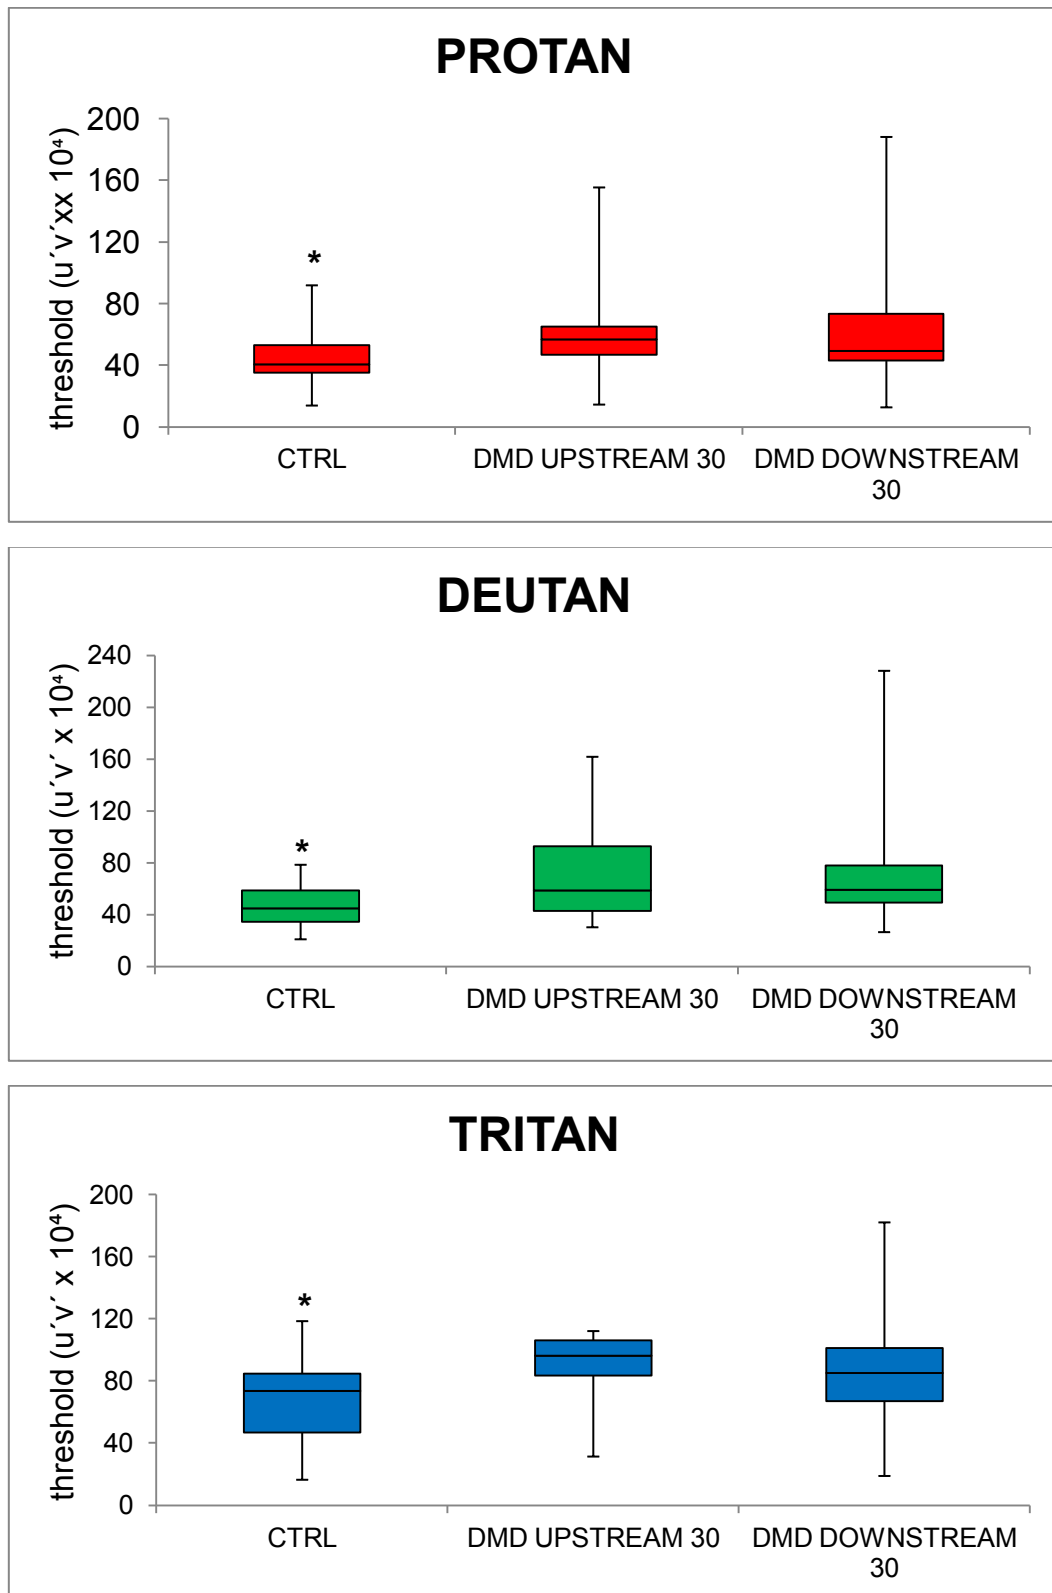 PROTAN
threshold (u´v´xx 10⁴)
200
160
120
80
40
0
*
CTRL
DMD UPSTREAM 30
DMD DOWNSTREAM
30
DEUTAN
threshold (u´v´ x 10⁴)
240
200
160
120
80
40
0
*
CTRL
DMD UPSTREAM 30
DMD DOWNSTREAM
30
TRITAN
threshold (u´v´ x 10⁴)
200
160
120
80
40
0
*
CTRL
DMD UPSTREAM 30
DMD DOWNSTREAM
30